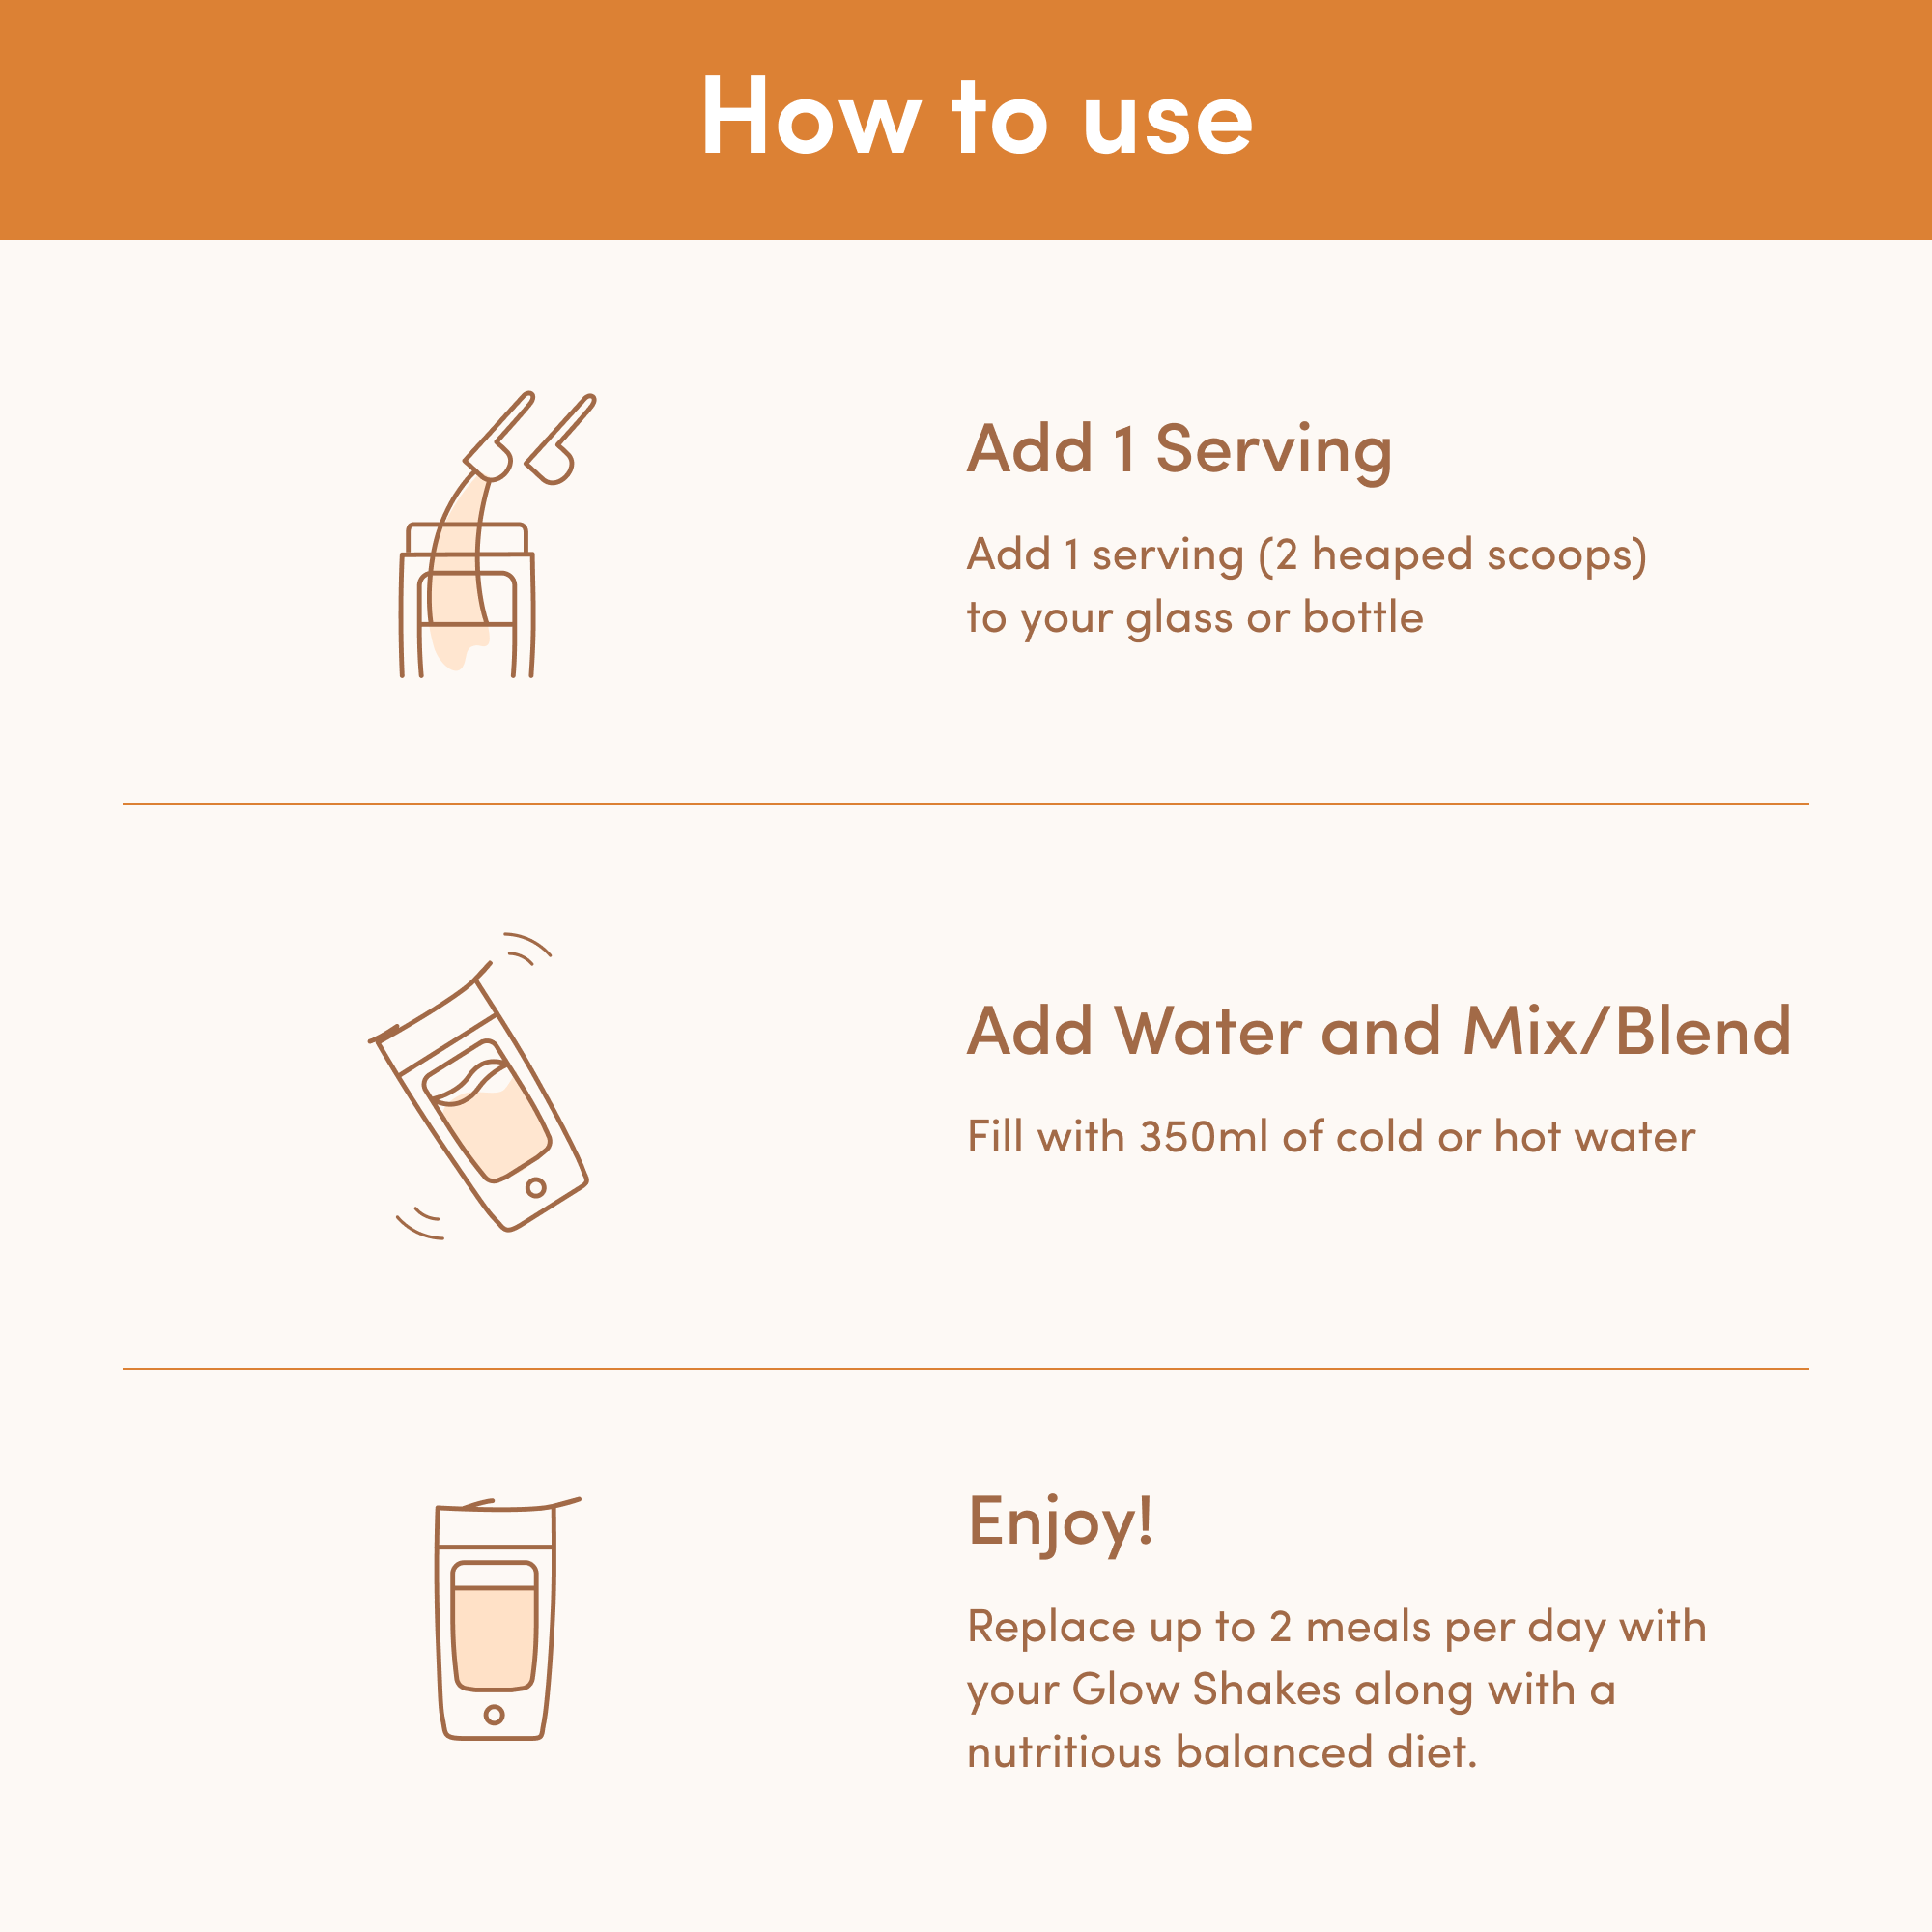 How to use
Add 1 Serving
Add 1 serving (2 heaped scoops)
to your glass or bottle
Add Water and Mix/Blend
Fill with 350ml of cold or hot water
Enjoy!
Replace up to 2 meals per day with
your Glow Shakes along with a
nutritious balanced diet.